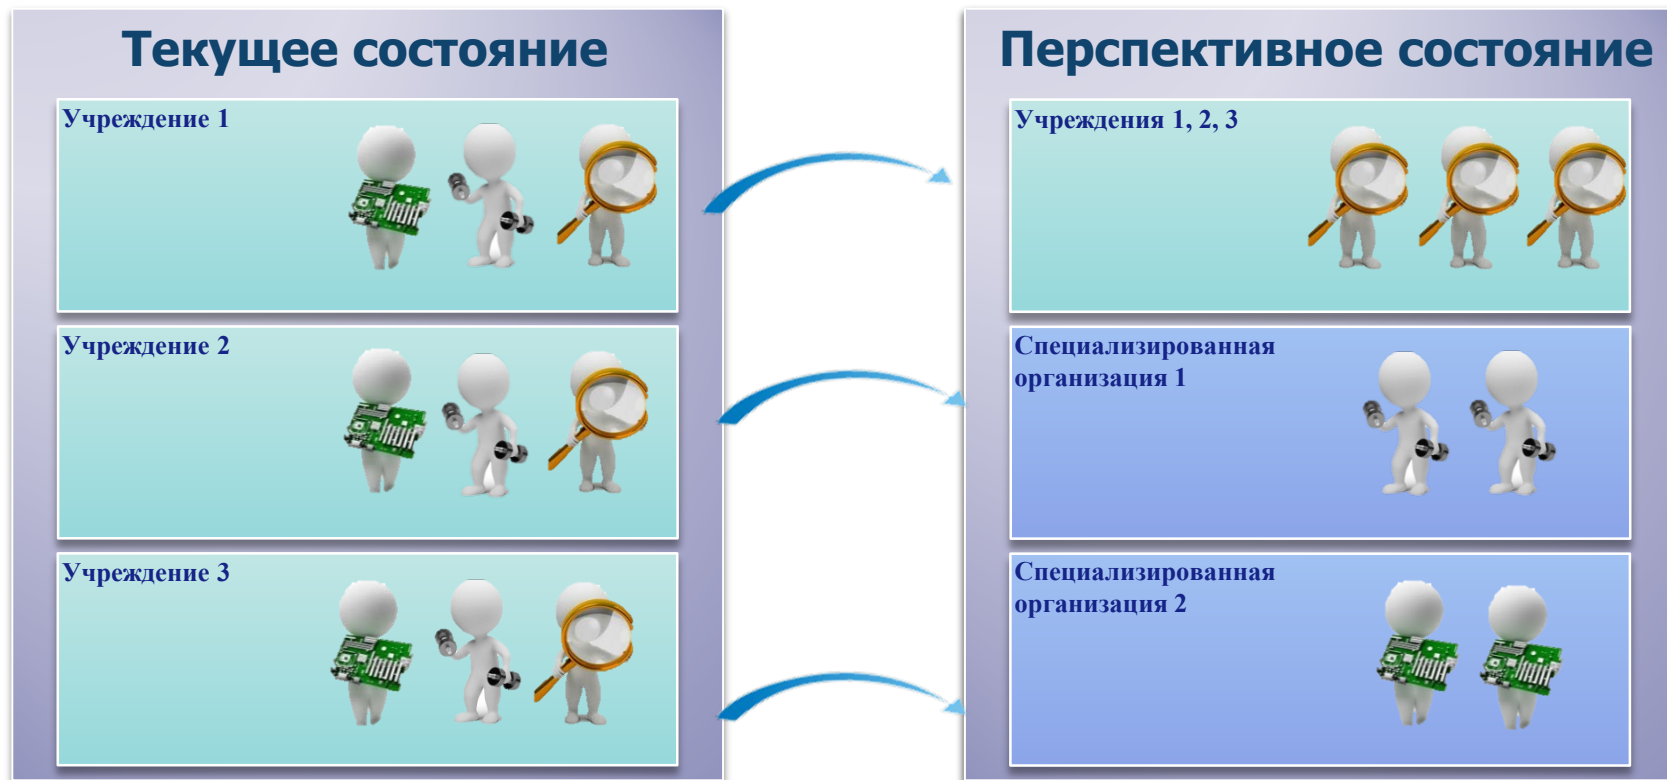 Текущее состояние
Учреждение 1
Учреждение 2
Учреждение 3
Перспективное состояние
Учреждения 1, 2, 3
Специализированная
организация 1
Специализированная
организация 2